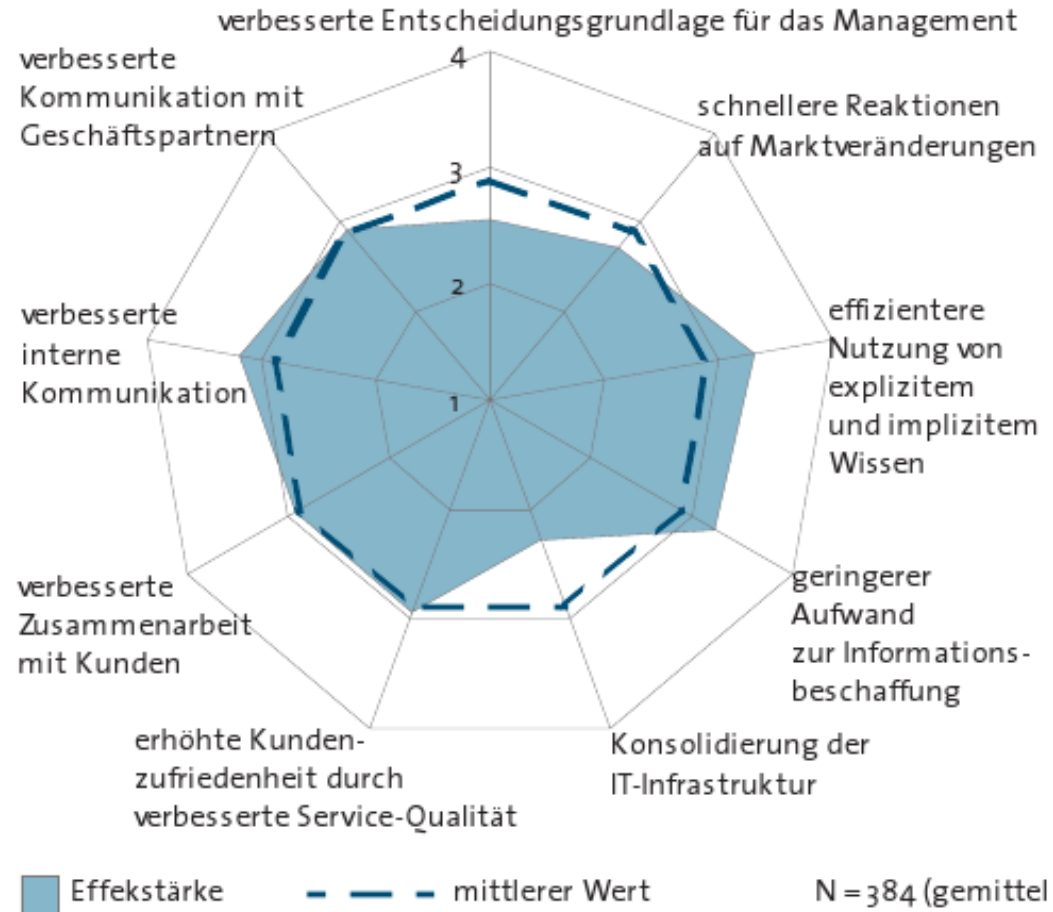 verbesserte Entscheidungsgrundlage für das Management
verbesserte
Kommunikation mit
Geschäftspartnern
4
schnellere Reaktionen
auf Marktveränderungen
3
2
1
verbesserte
interne
Kommunikation
effizientere
Nutzung von
explizitem
und implizitem
Wissen
verbesserte
Zusammenarbeit
mit Kunden
geringerer
Aufwand
zur Informations-
beschaffung
erhöhte Kunden-
zufriedenheit durch
verbesserte Service-Qualität
Konsolidierung der
IT-Infrastruktur
Effekstärke
mittlerer Wert
N = 384 (gemittel